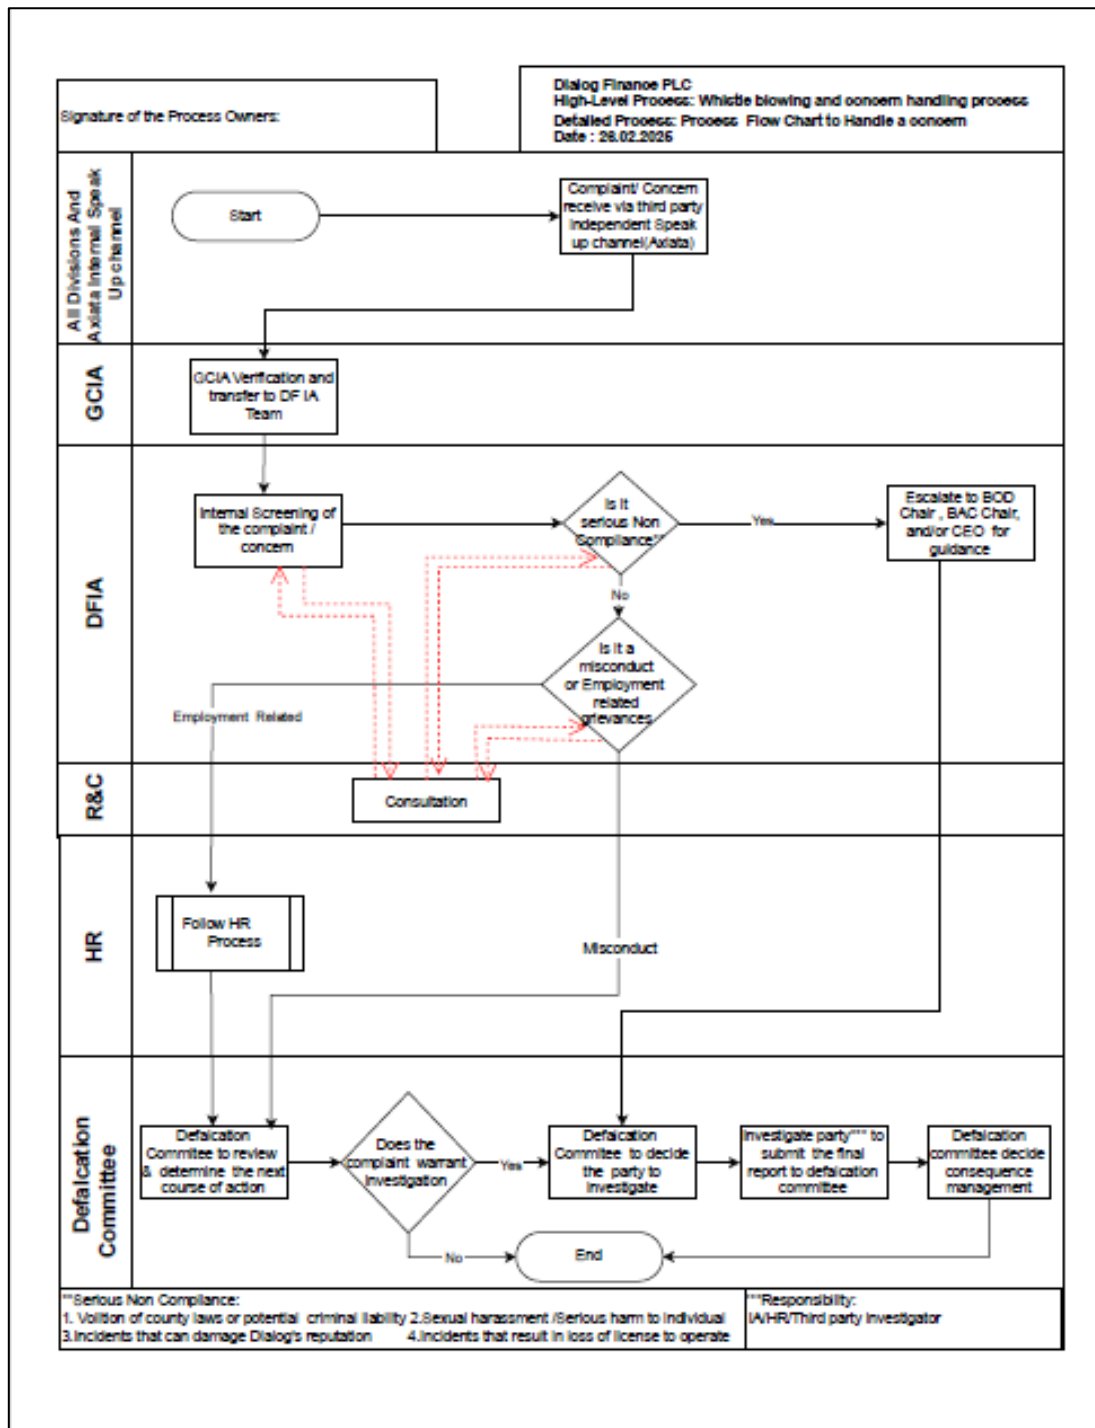 Signature of the Process Owners:
Dialog Finance PLC
High-Level Process: Whistle blowing and concern handling process
Detailed Process: Process Flow Chart to Handle a concern
Date : 26.02.2025
All Divisions And
Axiata Internal Speak
Up channel
Start
Complaint/ Concern
receive via third party
Independent Speak
up channel(Axiata)
GCIA
GCIA Verification and
transfer to DF IA
Team
DFIA
Internal Screening of
the complaint /
concern
Is it
serious Non
Compliance**
Yes
Escalate to BOD
Chair , BAC Chair,
and/or CEO for
guidance
No
Is it a
misconduct
or Employment
related
grievances
Employment Related
R&C
Consultation
HR
Follow HR
Process
Misconduct
Defalcation
Committee
Defalcation
Commitee to review
& determine the next
course of action
Does the
complaint warrant
Investigation
Yes
Defalcation
Commitee to decide
the party to
Investigate
Investigate party*** to
submit the final
report to defalcation
committee
Defalcation
committee decide
consequence
management
No
End
**Serious Non Compliance:
1. Volition of county laws or potential criminal liability 2.Sexual harassment /Serious harm to Individual
3.Incidents that can damage Dialog's reputation 4.Incidents that result in loss of license to operate
***Responsibility:
IA/HR/Third party Investigator